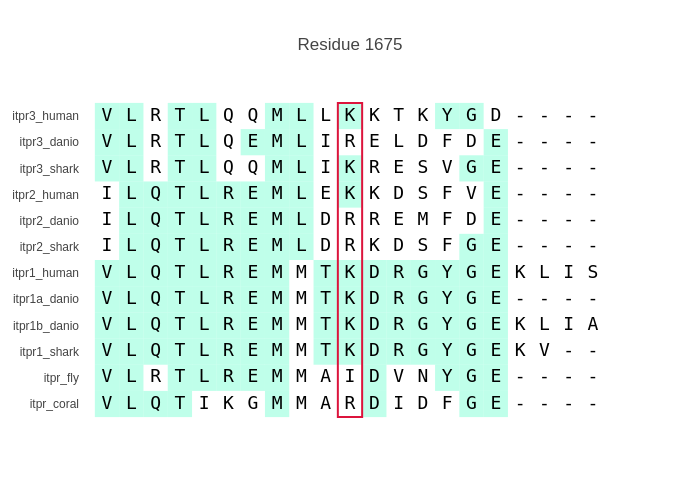 Residue 1675
itpr3_human V L R T L Q Q M L L K K T K Y G D - - - -
itpr3_danio V L R T L Q E M L I R E L D F D E - - - -
itpr3_shark V L R T L Q Q M L I K R E S V G E - - - -
itpr2_human I L Q T L R E M L E K K D S F V E - - - -
itpr2_danio I L Q T L R E M L D R R E M F D E - - - -
itpr2_shark I L Q T L R E M L D R K D S F G E - - - -
itpr1_human V L Q T L R E M M T K D R G Y G E K L I S
itpr1a_danio V L Q T L R E M M T K D R G Y G E - - - -
itpr1b_danio V L Q T L R E M M T K D R G Y G E K L I A
itpr1_shark V L Q T L R E M M T K D R G Y G E K V - -
itpr_fly V L R T L R E M M A I D V N Y G E - - - -
itpr_coral V L Q T I K G M M A R D I D F G E - - - -